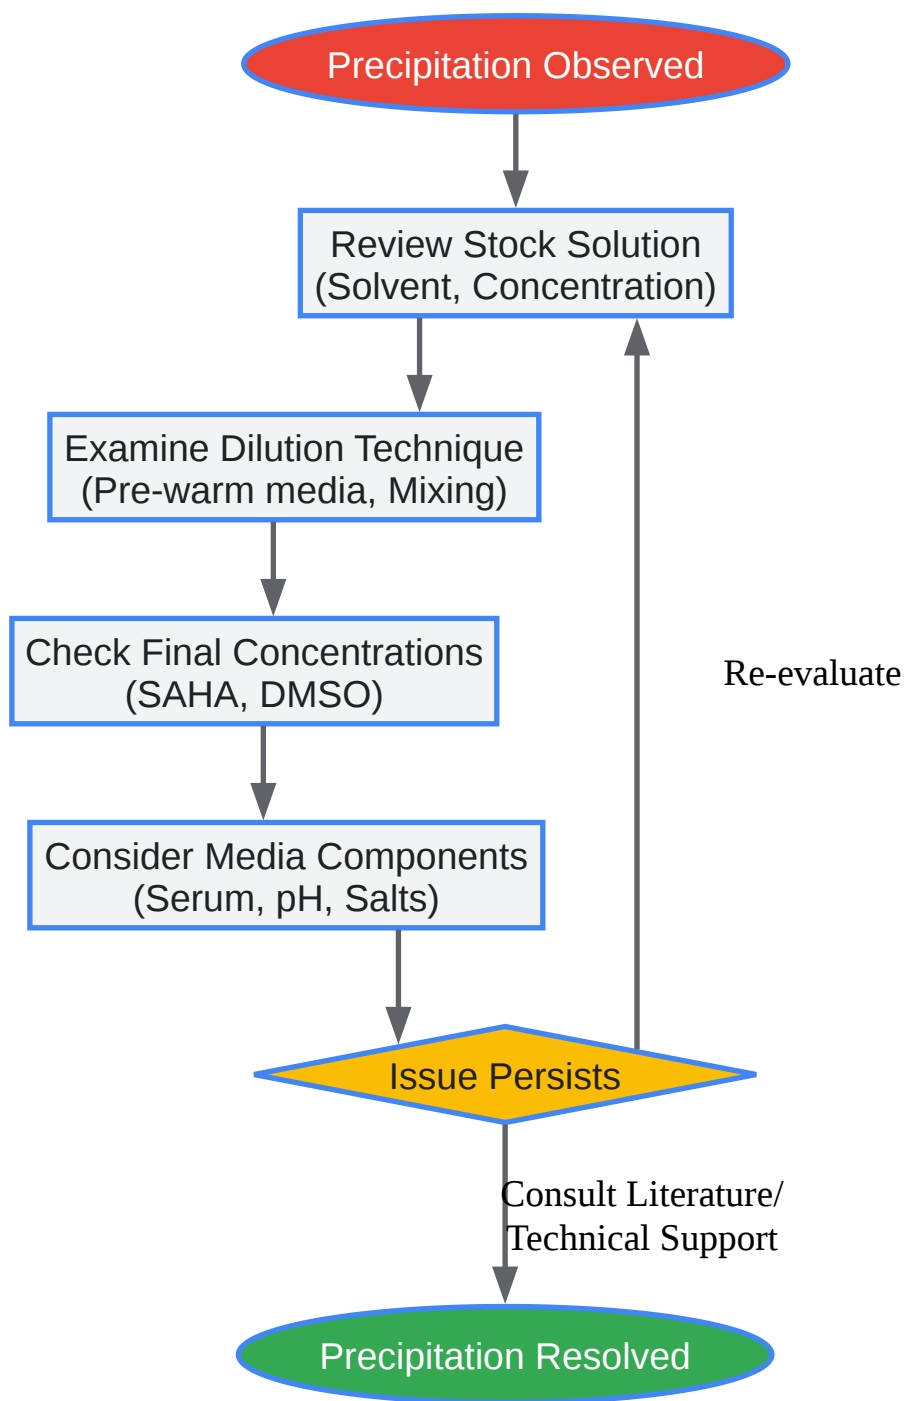 Precipitation Observed
Review Stock Solution
(Solvent, Concentration)
Examine Dilution Technique
(Pre-warm media, Mixing)
Check Final Concentrations
(SAHA, DMSO)
Re-evaluate
Consider Media Components
(Serum, pH, Salts)
Issue Persists
Consult Literature/
Technical Support
Precipitation Resolved